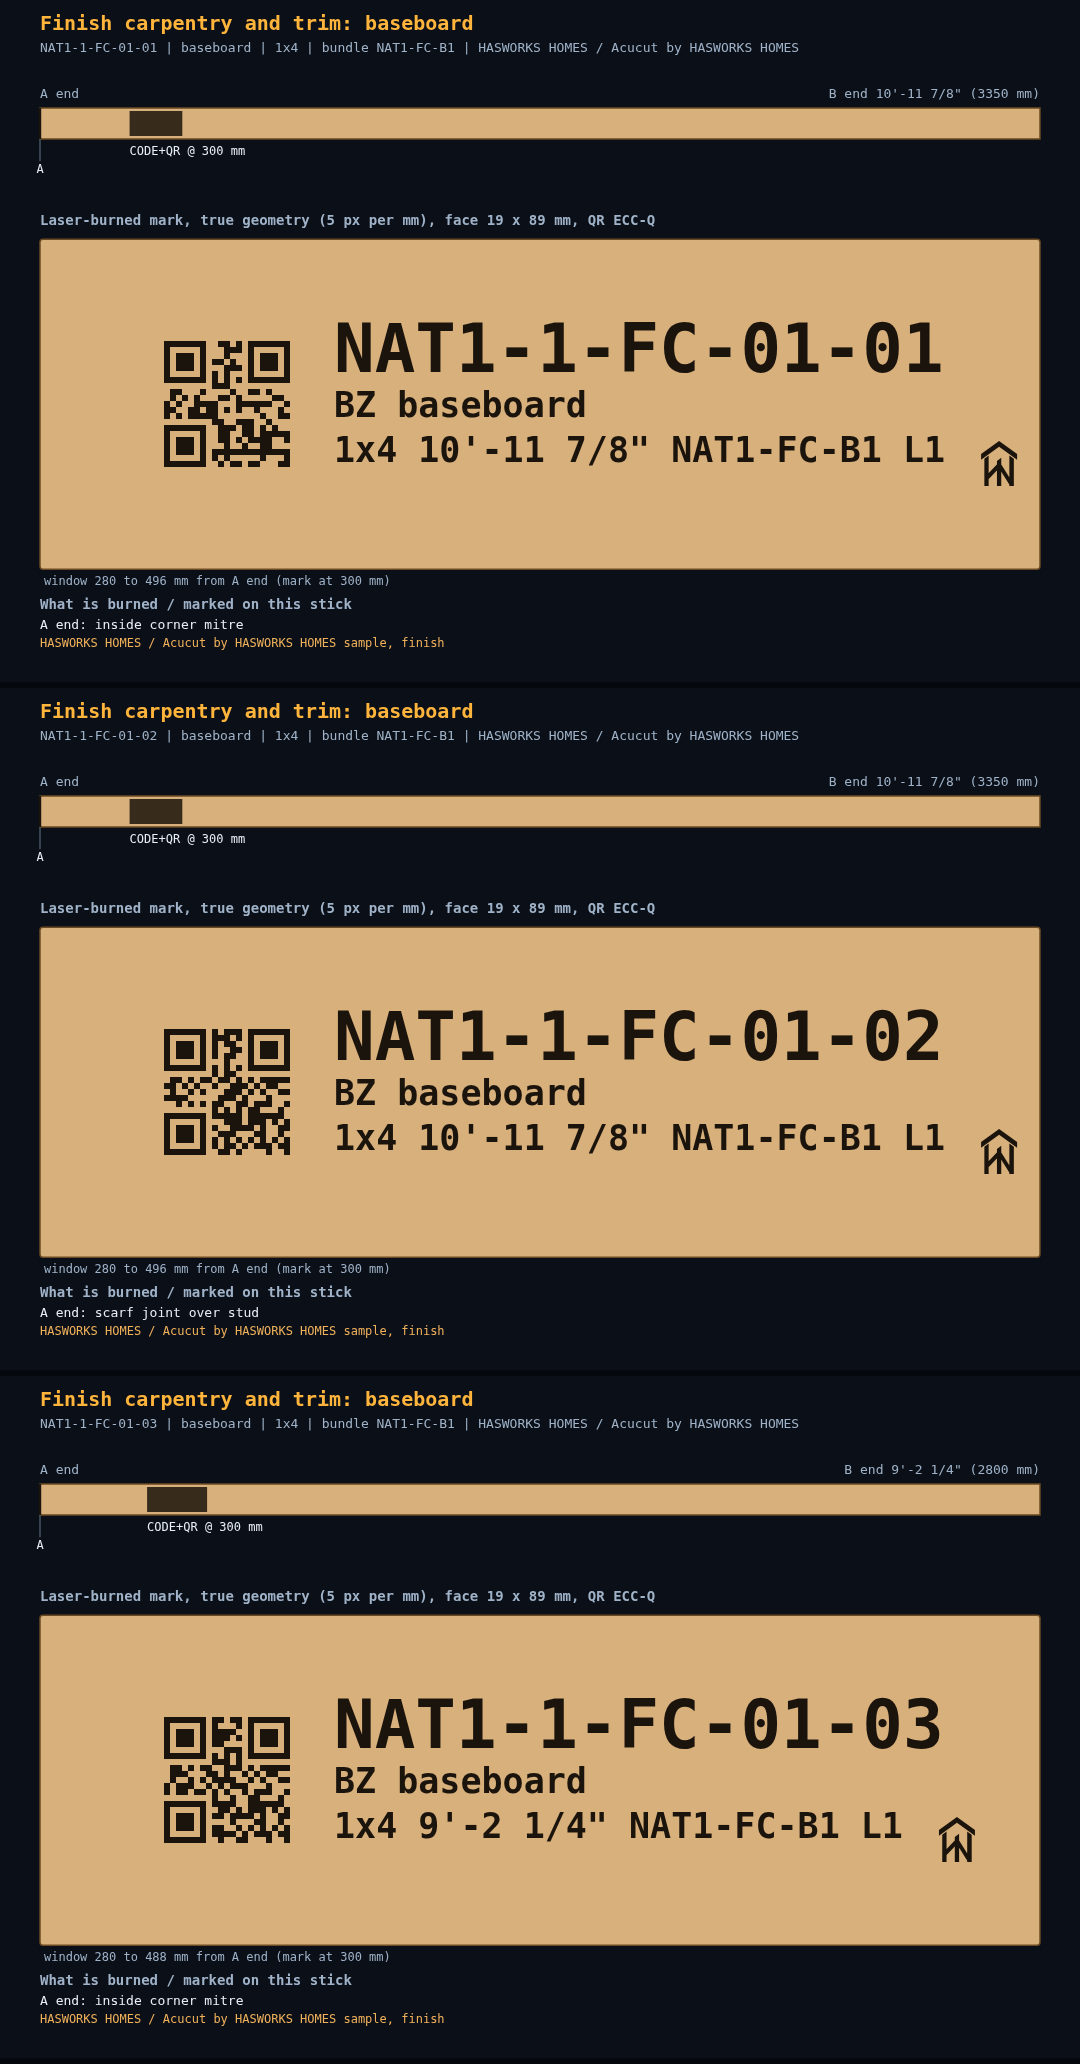 Finish carpentry and trim: baseboard
NAT1-1-FC-01-01 | baseboard | 1x4 | bundle NAT1-FC-B1 | HASWORKS HOMES / Acucut by HASWORKS HOMES
A end
B end 10'-11 7/8" (3350 mm)
CODE+QR @ 300 mm
A
Laser-burned mark, true geometry (5 px per mm), face 19 x 89 mm, QR ECC-Q
NAT1-1-FC-01-01
BZ baseboard
1x4 10'-11 7/8" NAT1-FC-B1 L1
window 280 to 496 mm from A end (mark at 300 mm)
What is burned / marked on this stick
A end: inside corner mitre
HASWORKS HOMES / Acucut by HASWORKS HOMES sample, finish
Finish carpentry and trim: baseboard
NAT1-1-FC-01-02 | baseboard | 1x4 | bundle NAT1-FC-B1 | HASWORKS HOMES / Acucut by HASWORKS HOMES
A end
B end 10'-11 7/8" (3350 mm)
CODE+QR @ 300 mm
A
Laser-burned mark, true geometry (5 px per mm), face 19 x 89 mm, QR ECC-Q
NAT1-1-FC-01-02
BZ baseboard
1x4 10'-11 7/8" NAT1-FC-B1 L1
window 280 to 496 mm from A end (mark at 300 mm)
What is burned / marked on this stick
A end: scarf joint over stud
HASWORKS HOMES / Acucut by HASWORKS HOMES sample, finish
Finish carpentry and trim: baseboard
NAT1-1-FC-01-03 | baseboard | 1x4 | bundle NAT1-FC-B1 | HASWORKS HOMES / Acucut by HASWORKS HOMES
A end
B end 9'-2 1/4" (2800 mm)
CODE+QR @ 300 mm
A
Laser-burned mark, true geometry (5 px per mm), face 19 x 89 mm, QR ECC-Q
NAT1-1-FC-01-03
BZ baseboard
1x4 9'-2 1/4" NAT1-FC-B1 L1
window 280 to 488 mm from A end (mark at 300 mm)
What is burned / marked on this stick
A end: inside corner mitre
HASWORKS HOMES / Acucut by HASWORKS HOMES sample, finish